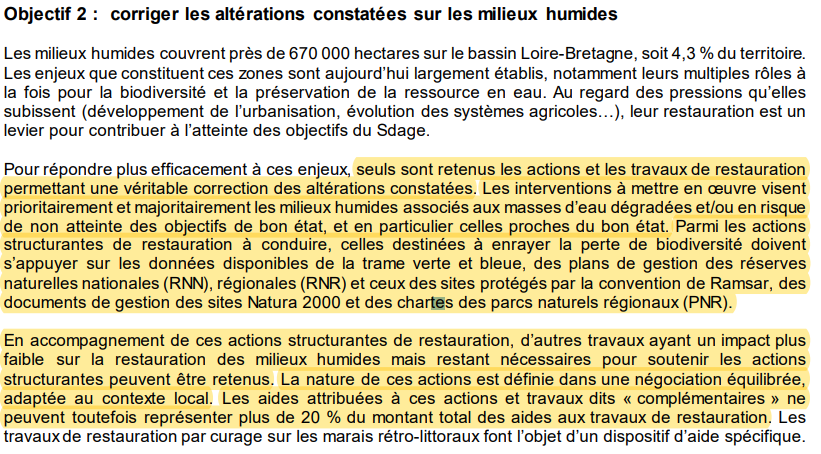 Objectif 2 : corriger les altérations constatées sur les milieux humides
Les milieux humides couvrent près de 670 000 hectares sur le bassin Loire-Bretagne, soit 4,3 % du territoire.
Les enjeux que constituent ces zones sont aujourd’hui largement établis, notamment leurs multiples rôles à
la fois pour la biodiversité et la préservation de la ressource en eau. Au regard des pressions qu’elles
subissent (développement de l’urbanisation, évolution des systèmes agricoles…), leur restauration est un
levier pour contribuer à l’atteinte des objectifs du Sdage.
Pour répondre plus efficacement à ces enjeux, seuls sont retenus les actions et les travaux de restauration
permettant une véritable correction des altérations constatées. Les interventions à mettre en œuvre visent
prioritairement et majoritairement les milieux humides associés aux masses d’eau dégradées et/ou en risque
de non atteinte des objectifs de bon état, et en particulier celles proches du bon état. Parmi les actions
structurantes de restauration à conduire, celles destinées à enrayer la perte de biodiversité doivent
s’appuyer sur les données disponibles de la trame verte et bleue, des plans de gestion des réserves
naturelles nationales (RNN), régionales (RNR) et ceux des sites protégés par la convention de Ramsar, des
documents de gestion des sites Natura 2000 et des chartes des parcs naturels régionaux (PNR).
En accompagnement de ces actions structurantes de restauration, d’autres travaux ayant un impact plus
faible sur la restauration des milieux humides mais restant nécessaires pour soutenir les actions
structurantes peuvent être retenus. La nature de ces actions est définie dans une négociation équilibrée,
adaptée au contexte local. Les aides attribuées à ces actions et travaux dits « complémentaires » ne
peuvent toutefois représenter plus de 20 % du montant total des aides aux travaux de restauration. Les
travaux de restauration par curage sur les marais rétro-littoraux font l’objet d’un dispositif d’aide spécifique.